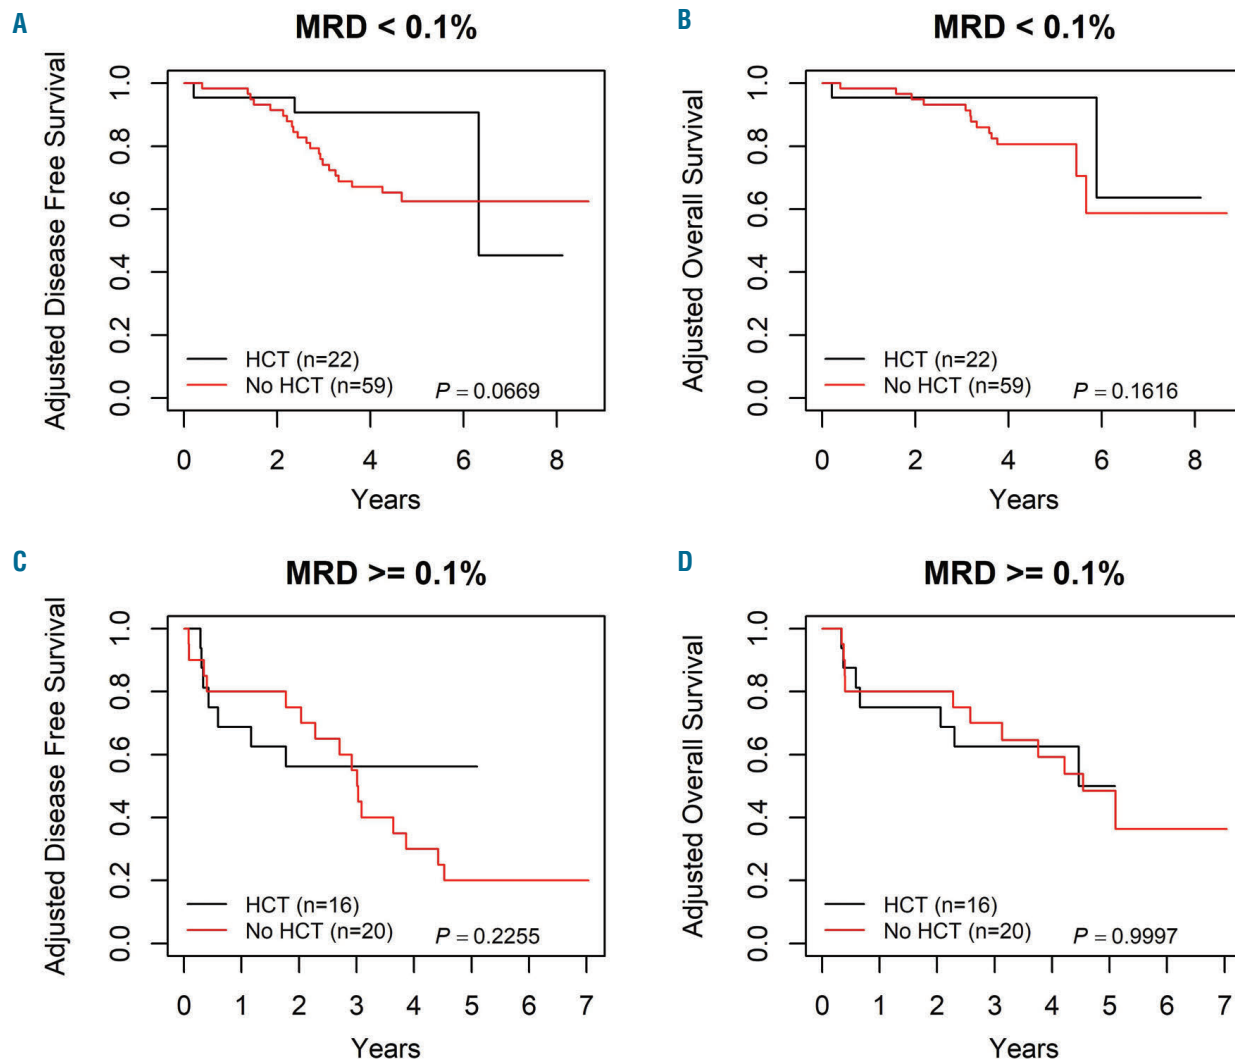 A
MRD < 0.1%
Adjusted Disease Free Survival
1.0
0.8
0.6
0.4
0.2
0.0
HCT (n=22)
No HCT (n=59)
P = 0.0669
0 2 4 6 8
Years
B
MRD < 0.1%
Adjusted Overall Survival
1.0
0.8
0.6
0.4
0.2
0.0
HCT (n=22)
No HCT (n=59)
P = 0.1616
0 2 4 6 8
Years
C
MRD >= 0.1%
Adjusted Disease Free Survival
1.0
0.8
0.6
0.4
0.2
0.0
HCT (n=16)
No HCT (n=20)
P = 0.2255
0 1 2 3 4 5 6 7
Years
D
MRD >= 0.1%
Adjusted Overall Survival
1.0
0.8
0.6
0.4
0.2
0.0
HCT (n=16)
No HCT (n=20)
P = 0.9997
0 1 2 3 4 5 6 7
Years